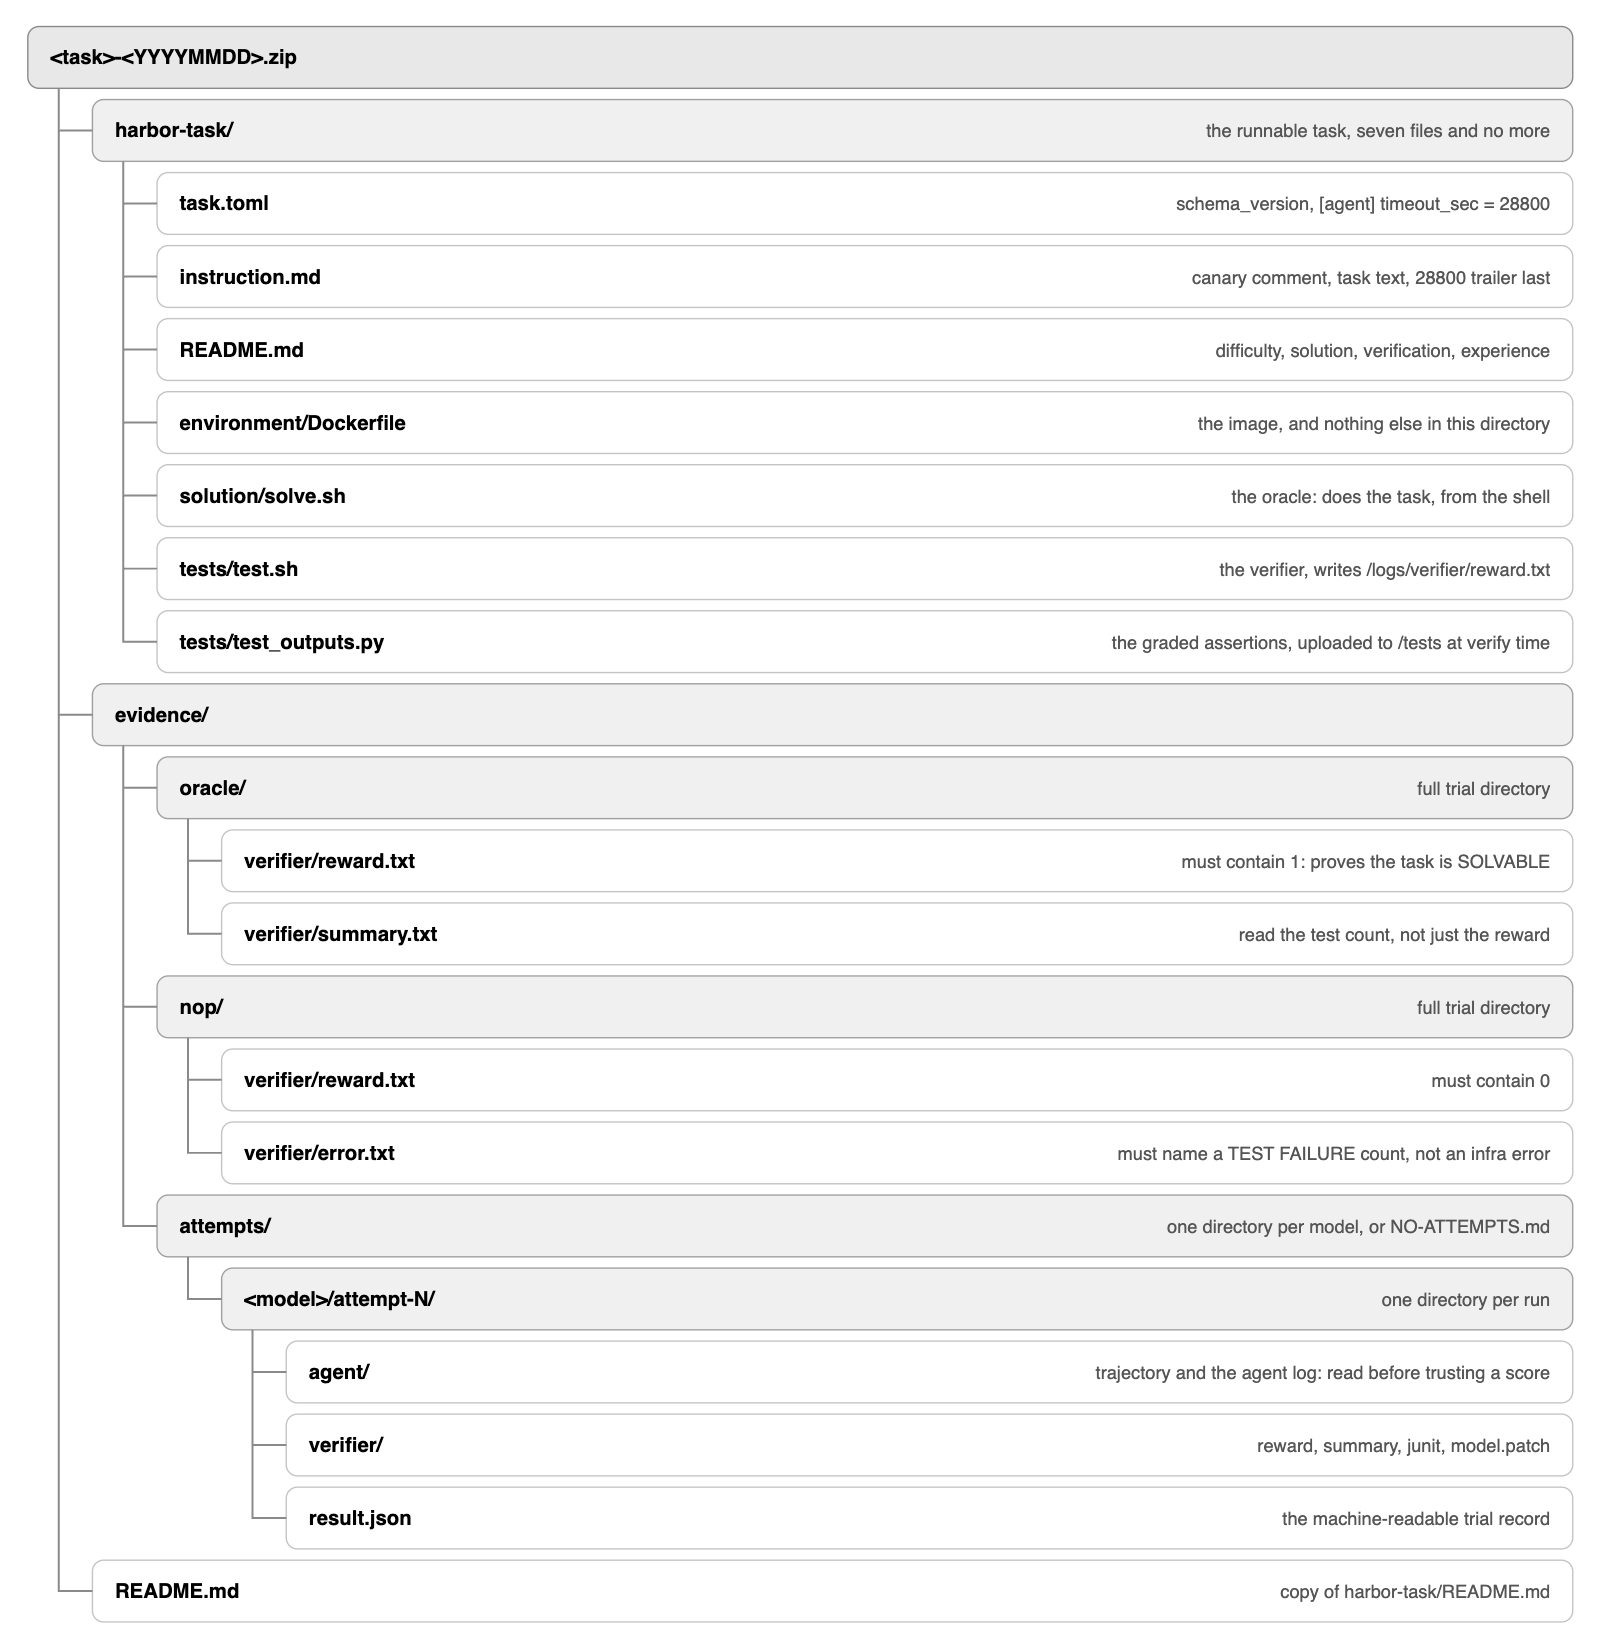 <task>-<YYYYMMDD>.zip
harbor-task/ the runnable task, seven files and no more
task.toml schema_version, [agent] timeout_sec = 28800
instruction.md canary comment, task text, 28800 trailer last
README.md difficulty, solution, verification, experience
environment/Dockerfile the image, and nothing else in this directory
solution/solve.sh the oracle: does the task, from the shell
tests/test.sh the verifier, writes /logs/verifier/reward.txt
tests/test_outputs.py the graded assertions, uploaded to /tests at verify time
evidence/
oracle/ full trial directory
verifier/reward.txt must contain 1: proves the task is SOLVABLE
verifier/summary.txt read the test count, not just the reward
nop/ full trial directory
verifier/reward.txt must contain 0
verifier/error.txt must name a TEST FAILURE count, not an infra error
attempts/ one directory per model, or NO-ATTEMPTS.md
<model>/attempt-N/ one directory per run
agent/ trajectory and the agent log: read before trusting a score
verifier/ reward, summary, junit, model.patch
result.json the machine-readable trial record
README.md copy of harbor-task/README.md